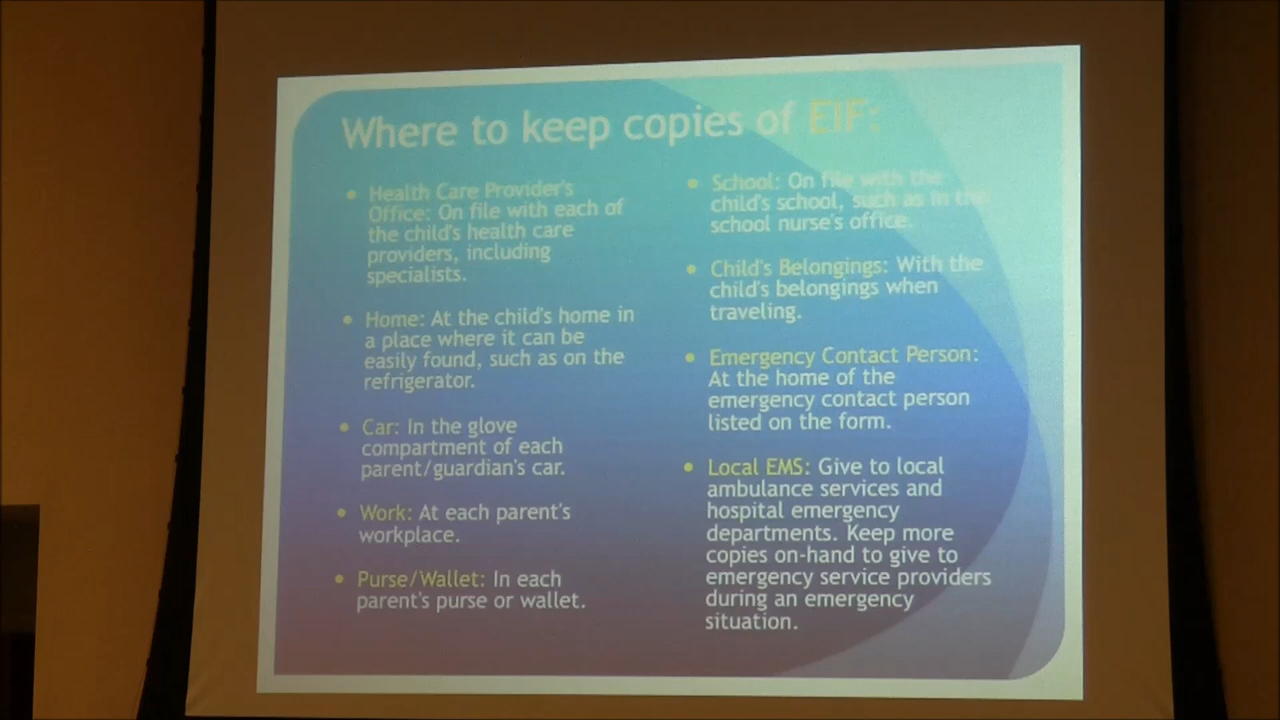 Where to keep copies of EIF:
Health Care Provider's
Office: On file with each of
the child's health care
providers, including
specialists.
Home: At the child's home in
a place where it can be
easily found, such as on the
refrigerator.
Car: In the glove
compartment of each
parent/guardian's car.
Work: At each parent's
workplace.
Purse/Wallet: In each
parent's purse or wallet.
School: On file with the
child's school, such as in the
school nurse's office.
Child's Belongings: With the
child's belongings when
traveling.
Emergency Contact Person:
At the home of the
emergency contact person
listed on the form.
Local EMS: Give to local
ambulance services and
hospital emergency
departments. Keep more
copies on-hand to give to
emergency service providers
during an emergency
situation.